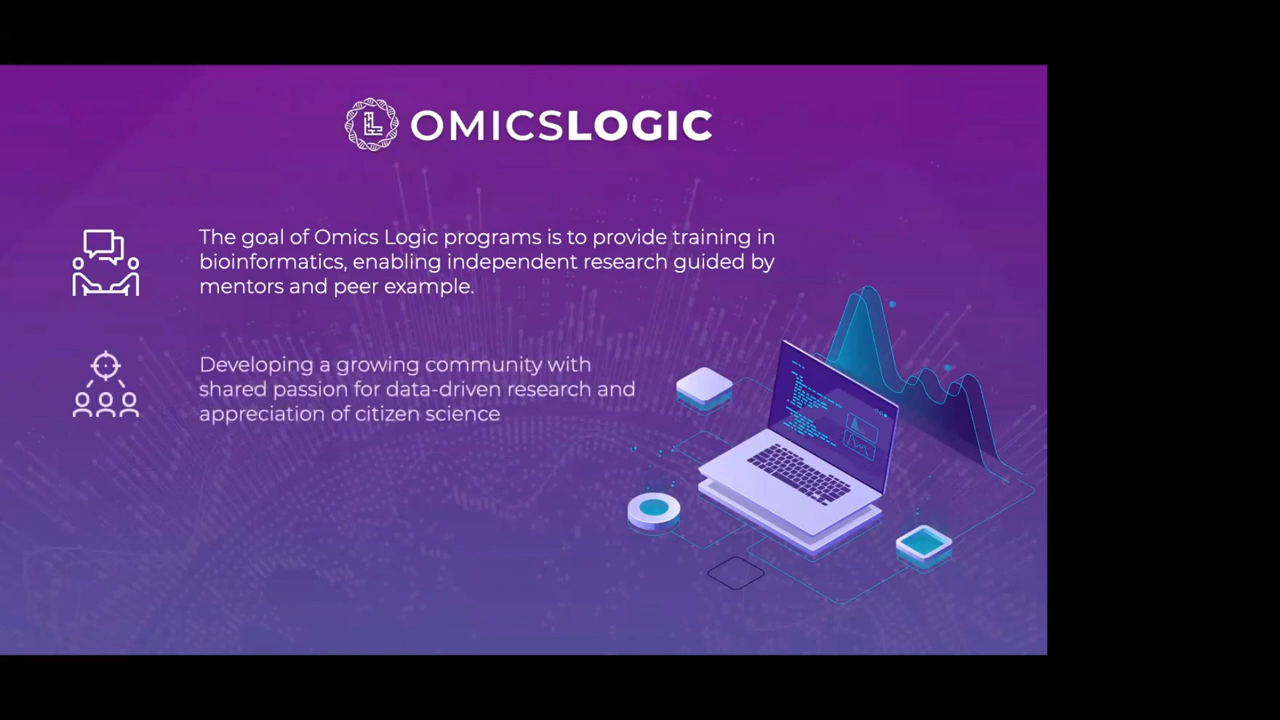 OMICSLOGIC
The goal of Omics Logic programs is to provide training in
bioinformatics, enabling independent research guided by
mentors and peer example.
Developing a growing community with
shared passion for data-driven research and
appreciation of citizen science